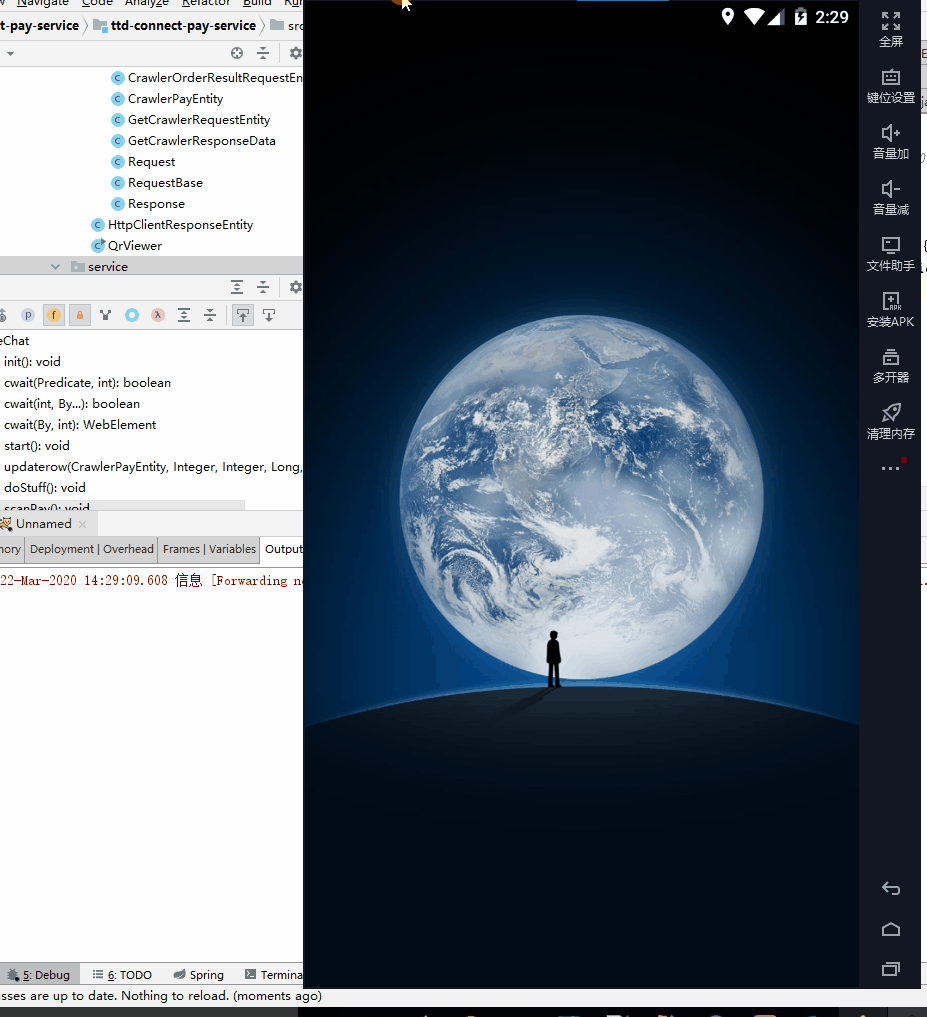 Navigate Code Analyze Refactor Build Run
t-pay-service ttd-connect-pay-service src
CrawlerOrderResultRequestEn
CrawlerPayEntity
GetCrawlerRequestEntity
GetCrawlerResponseData
Request
RequestBase
Response
HttpClientResponseEntity
QrViewer
service
eChat
init(): void
cwait(Predicate, int): boolean
cwait(int, By...): boolean
cwait(By, int): WebElement
start(): void
updaterow(CrawlerPayEntity, Integer, Integer, Long,
doStuff(): void
scanPay(): void
Unnamed
mory Deployment | Overhead Frames | Variables Output
22-Mar-2020 14:29:09.608 信息 [Forwarding ne
5: Debug 6: TODO Spring Termina
sses are up to date. Nothing to reload. (moments ago)
2:29
全屏
键位设置
音量加
音量减
文件助手
APK
安装APK
多开器
清理内存